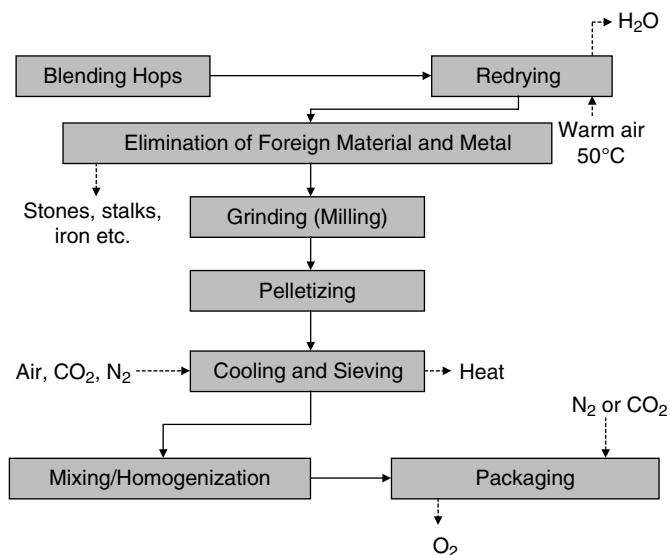 H₂O
Blending Hops
Redrying
Elimination of Foreign Material and Metal
Warm air
50°C
Stones, stalks,
iron etc.
Grinding (Milling)
Pelletizing
Air, CO₂, N₂
Cooling and Sieving
Heat
N₂ or CO₂
Mixing/Homogenization
Packaging
O₂